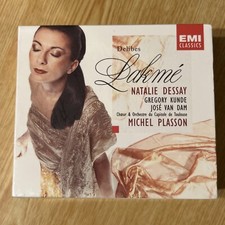 Delibes
EMI
CLASSICS
Lakmé
NATALIE DESSAY
GREGORY KUNDE
JOSÉ VAN DAM
Chœur & Orchestre du Capitole de Toulouse
MICHEL PLASSON